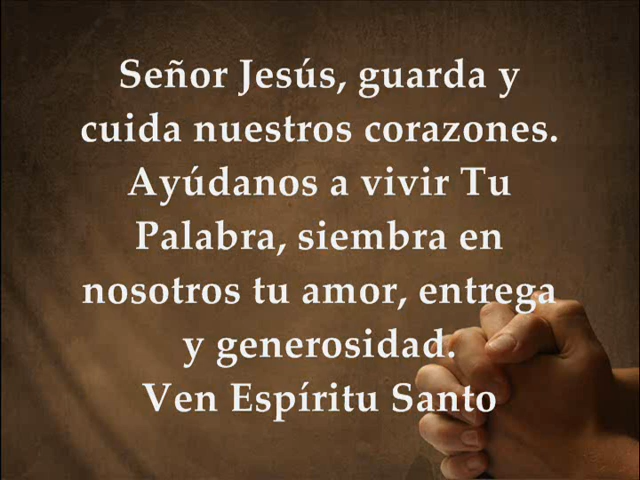 Señor Jesús, guarda y
cuida nuestros corazones.
Ayúdanos a vivir Tu
Palabra, siembra en
nosotros tu amor, entrega
y generosidad.
Ven Espíritu Santo